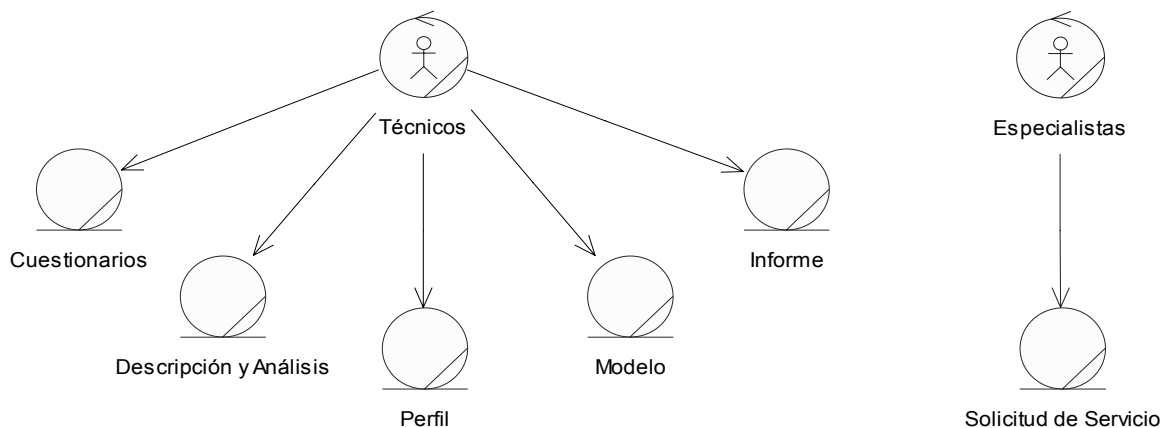 Técnicos
Especialistas
Cuestionarios
Informe
Descripción y Análisis
Modelo
Perfil
Solicitud de Servicio